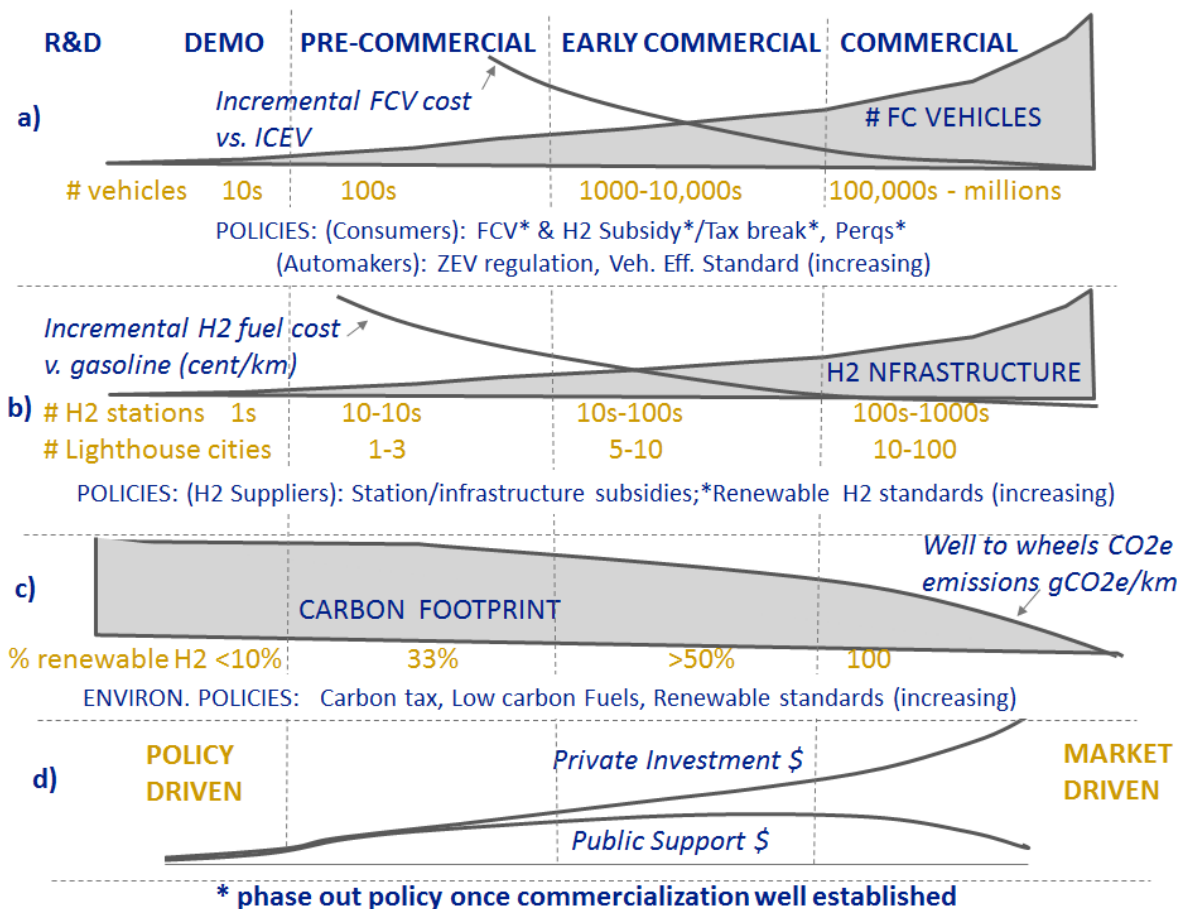 R&D DEMO PRE-COMMERCIAL EARLY COMMERCIAL COMMERCIAL
Incremental FCV cost
vs. ICEV
a)
# FC VEHICLES
# vehicles 10s 100s 1000-10,000s 100,000s - millions
POLICIES: (Consumers): FCV* & H2 Subsidy*/Tax break*, Perqs*
(Automakers): ZEV regulation, Veh. Eff. Standard (increasing)
Incremental H2 fuel cost
v. gasoline (cent/km)
H2 NFRASTRUCTURE
b)
# H2 stations 1s 10-10s 10s-100s 100s-1000s
# Lighthouse cities 1-3 5-10 10-100
POLICIES: (H2 Suppliers): Station/infrastructure subsidies;*Renewable H2 standards (increasing)
Well to wheels CO2e
emissions gCO2e/km
c)
CARBON FOOTPRINT
% renewable H2 <10% 33% >50% 100
ENVIRON. POLICIES: Carbon tax, Low carbon Fuels, Renewable standards (increasing)
POLICY
DRIVEN
d)
Private Investment $
MARKET
DRIVEN
Public Support $
* phase out policy once commercialization well established